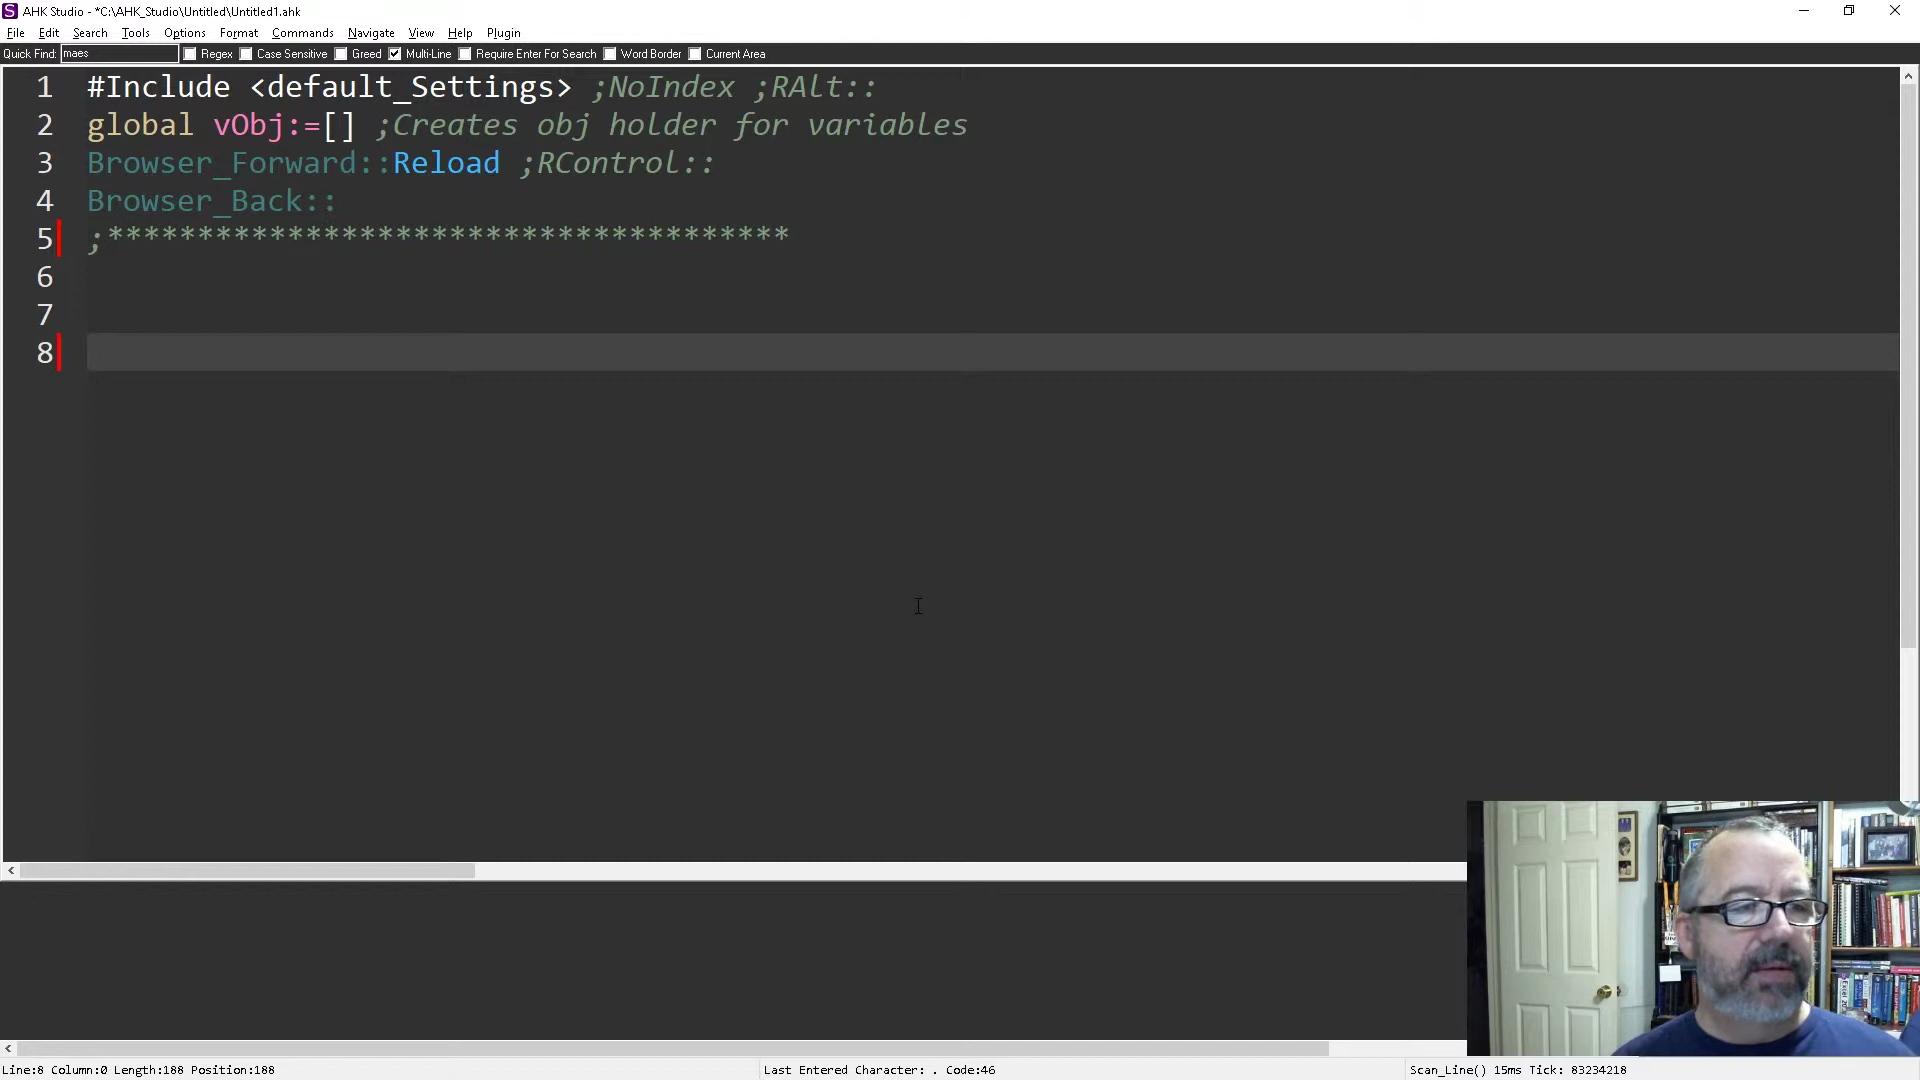 AHK Studio - *C:\AHK_Studio\Untitled\Untitled1.ahk
File Edit Search Tools Options Format Commands Navigate View Help Plugin
Quick Find: maes Regex Case Sensitive Greed Multi-Line Require Enter For Search Word Border Current Area
1 #Include <default_Settings> ;NoIndex ;RAlt::
2 global vObj:=[] ;Creates obj holder for variables
3 Browser_Forward::Reload ;RControl::
4 Browser_Back::
5 ;**************************************
6
7
8
Line:8 Column:0 Length:188 Position:188 Last Entered Character: . Code:46 Scan_Line() 15ms Tick: 83234218